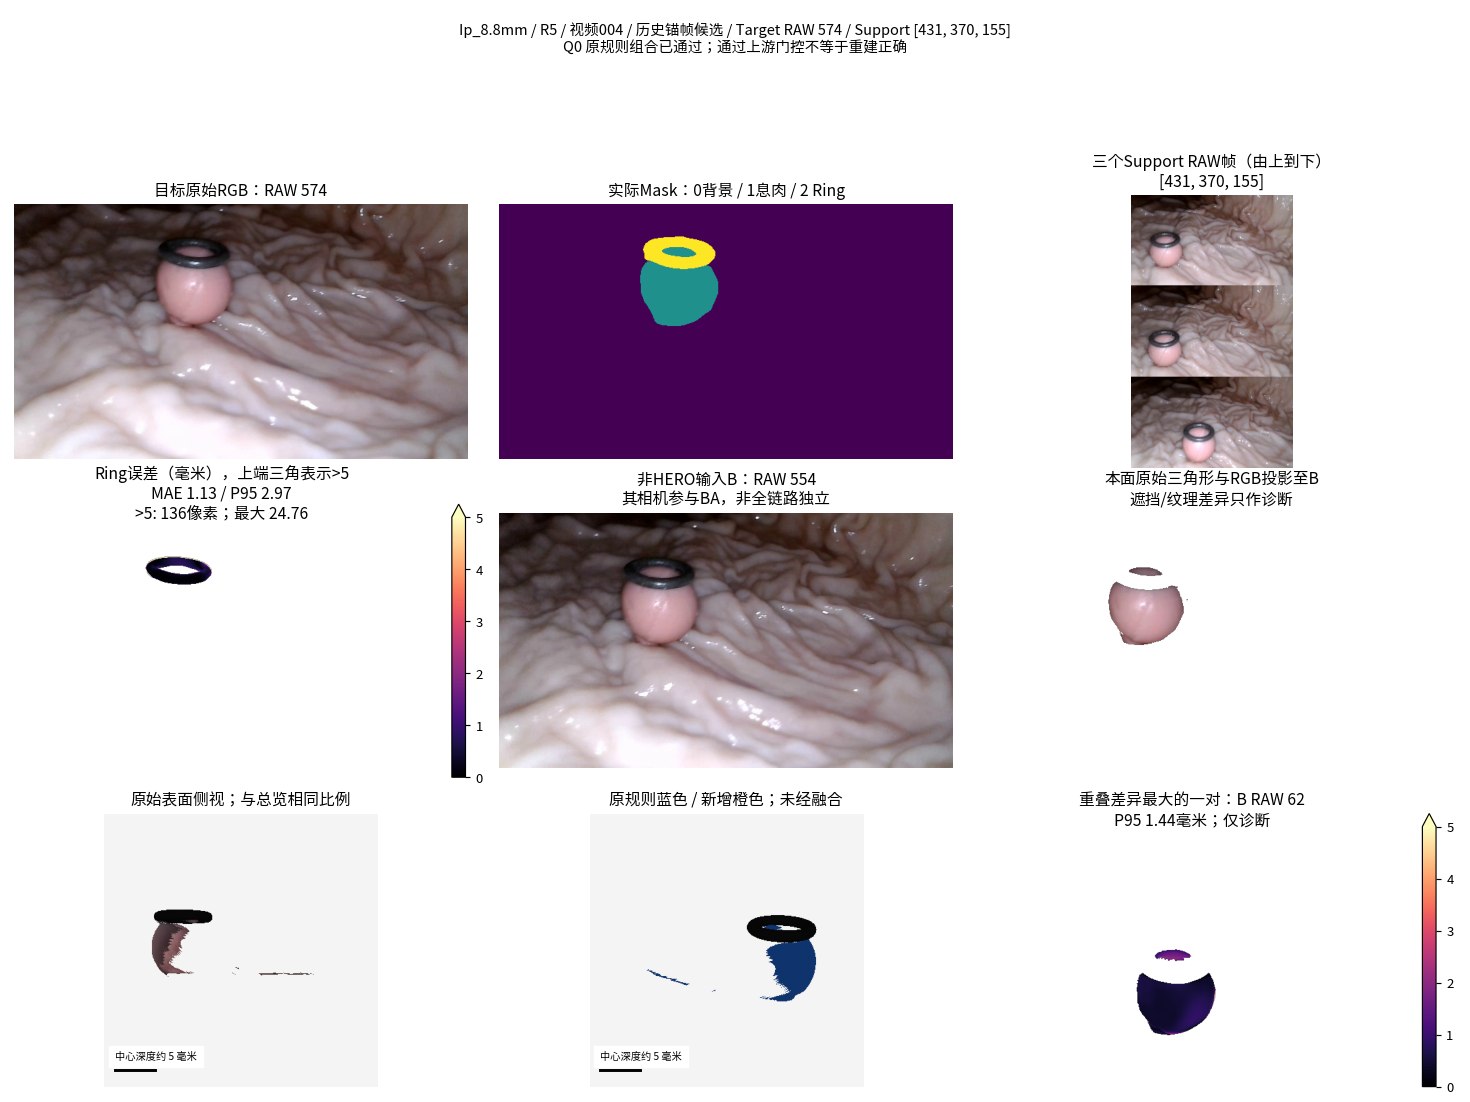 Ip_8.8mm / R5 / 视频004 / 历史锚帧候选 / Target RAW 574 / Support [431, 370, 155]
Q0 原规则组合已通过；通过上游门控不等于重建正确
目标原始RGB：RAW 574
实际Mask：0背景 / 1息肉 / 2 Ring
三个Support RAW帧（由上到下）
[431, 370, 155]
Ring误差（毫米），上端三角表示>5
MAE 1.13 / P95 2.97
>5: 136像素；最大 24.76
5
4
3
2
1
0
非HERO输入B：RAW 554
其相机参与BA，非全链路独立
本面原始三角形与RGB投影至B
遮挡/纹理差异只作诊断
原始表面侧视；与总览相同比例
中心深度约 5 毫米
原规则蓝色 / 新增橙色；未经融合
中心深度约 5 毫米
重叠差异最大的一对：B RAW 62
P95 1.44毫米；仅诊断
5
4
3
2
1
0